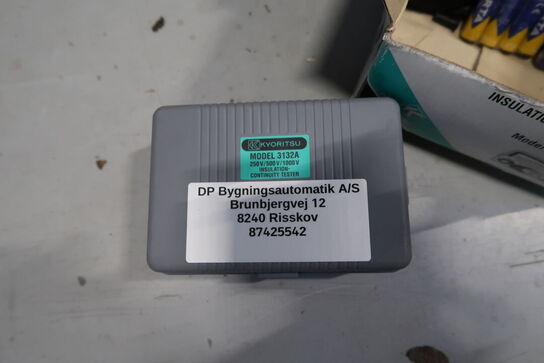 KYORITSU
MODEL 3132A
250V/500V/1000V
INSULATION-
CONTINUITY TESTER
DP Bygningsautomatik A/S
Brunbjergvej 12
8240 Risskov
87425542
INSULATIO
Mode